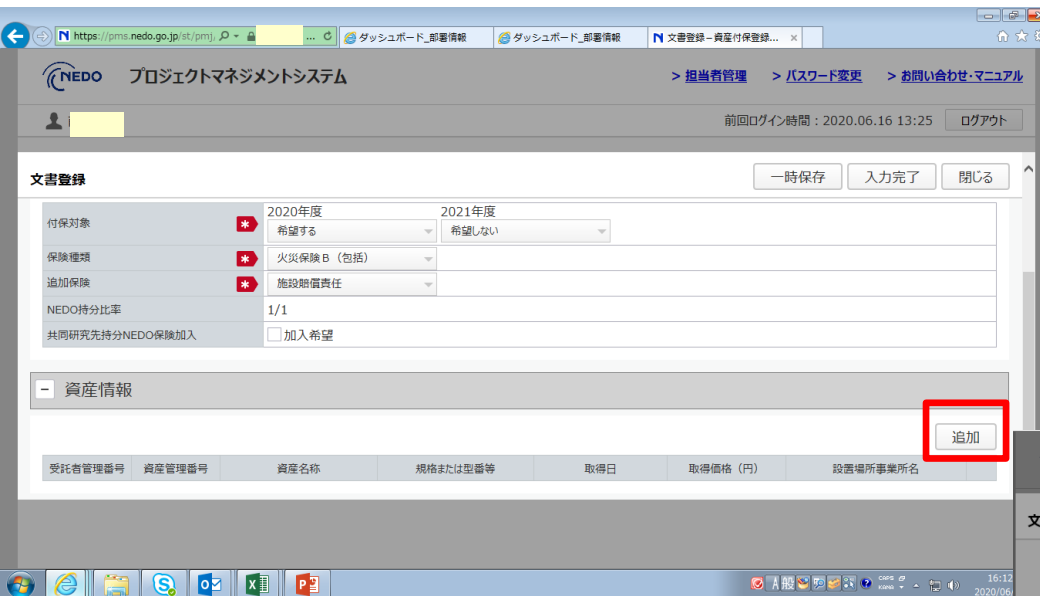 https://pms.nedo.go.jp/st/pmj, ... ダッシュボード_部署情報 ダッシュボード_部署情報 N 文書登録－資産付保登録... ×
NEDO プロジェクトマネジメントシステム > 担当者管理 > パスワード変更 > お問い合わせ・マニュアル
前回ログイン時間：2020.06.16 13:25 ログアウト
文書登録 一時保存 入力完了 閉じる
2020年度 2021年度
付保対象 * 希望する 希望しない
保険種類 * 火災保険Ｂ（包括）
追加保険 * 施設賠償責任
NEDO持分比率 1/1
共同研究先持分NEDO保険加入 加入希望
− 資産情報
追加
受託者管理番号 資産管理番号 資産名称 規格または型番等 取得日 取得価格（円） 設置場所事業所名
文
A 般 CAPS KANA 16:12
2020/06/